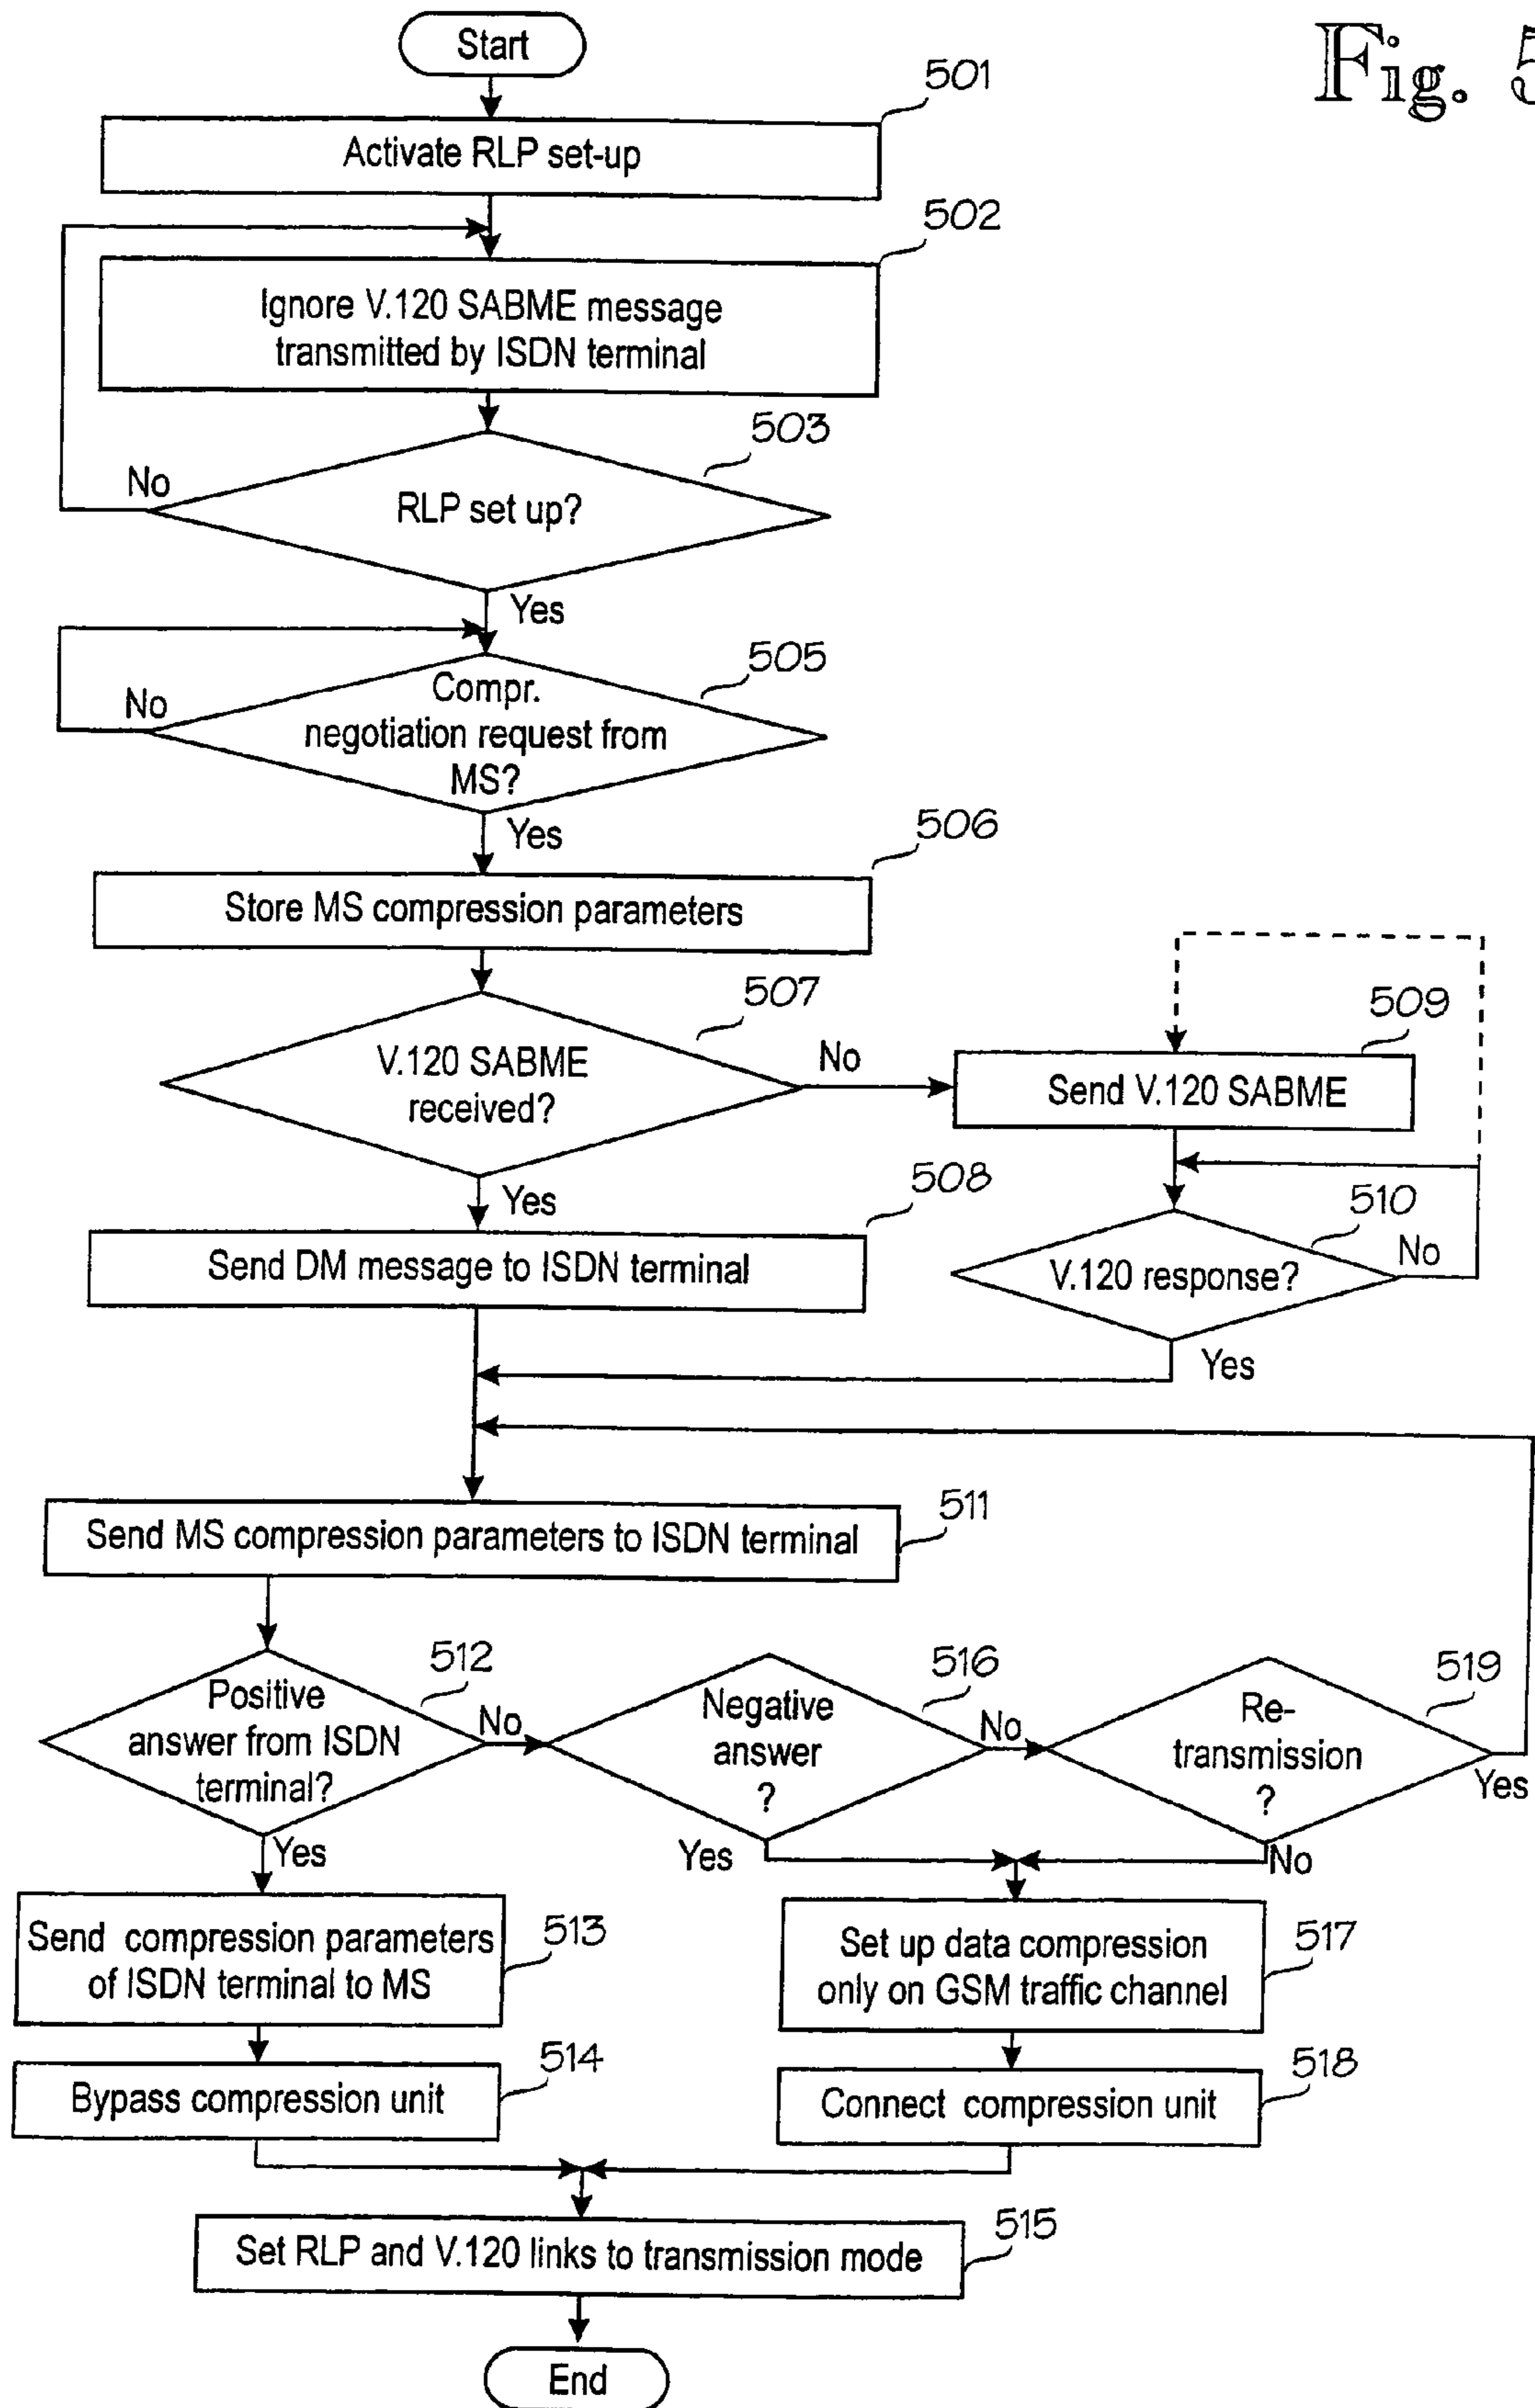 Fig. 5
Start
501
Activate RLP set-up
502
Ignore V.120 SABME message
transmitted by ISDN terminal
503
No
RLP set up?
Yes
505
No
Compr.
negotiation request from
MS?
Yes
506
Store MS compression parameters
507
V.120 SABME
received?
No
509
Send V.120 SABME
Yes
508
Send DM message to ISDN terminal
510
V.120 response?
No
Yes
511
Send MS compression parameters to ISDN terminal
512
Positive
answer from ISDN
terminal?
No
516
Negative
answer
?
No
519
Re-
transmission
?
Yes
Yes
Yes
No
Send compression parameters
of ISDN terminal to MS
513
Set up data compression
only on GSM traffic channel
517
Bypass compression unit
514
Connect compression unit
518
Set RLP and V.120 links to transmission mode
515
End